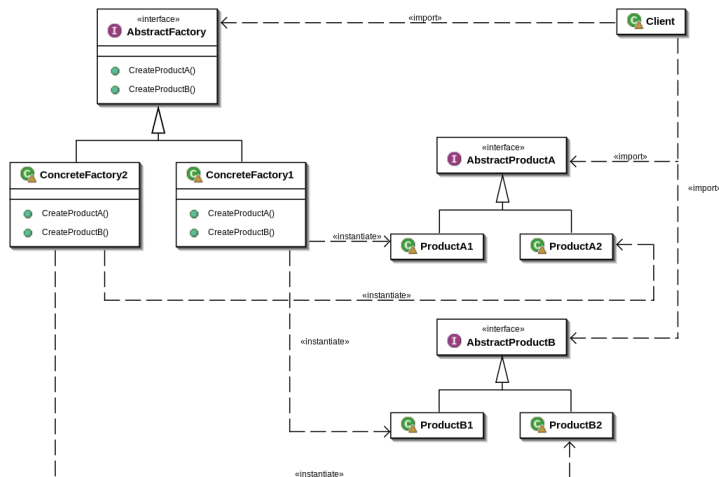 «interface»
AbstractFactory
CreateProductA()
CreateProductB()
«import»
Client
ConcreteFactory2
CreateProductA()
CreateProductB()
ConcreteFactory1
CreateProductA()
CreateProductB()
«interface»
AbstractProductA
«import»
«import»
«instantiate»
ProductA1
ProductA2
«instantiate»
«interface»
AbstractProductB
«instantiate»
ProductB1
ProductB2
«instantiate»